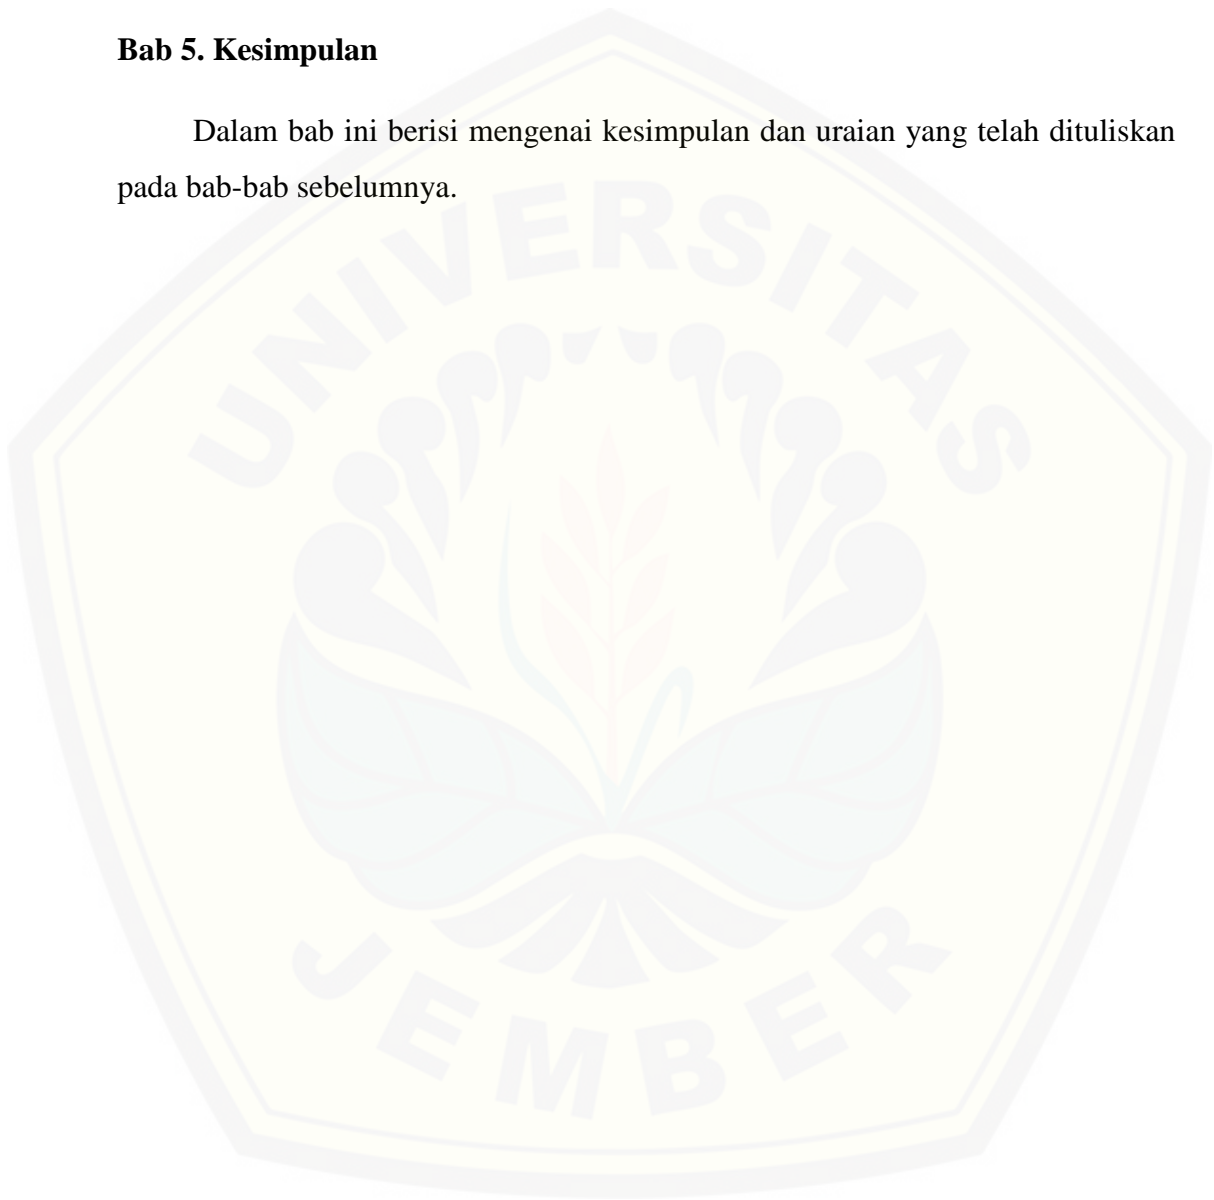 Bab 5. Kesimpulan
Dalam bab ini berisi mengenai kesimpulan dan uraian yang telah dituliskan
pada bab-bab sebelumnya.
UNIVERSITAS
JEMBER